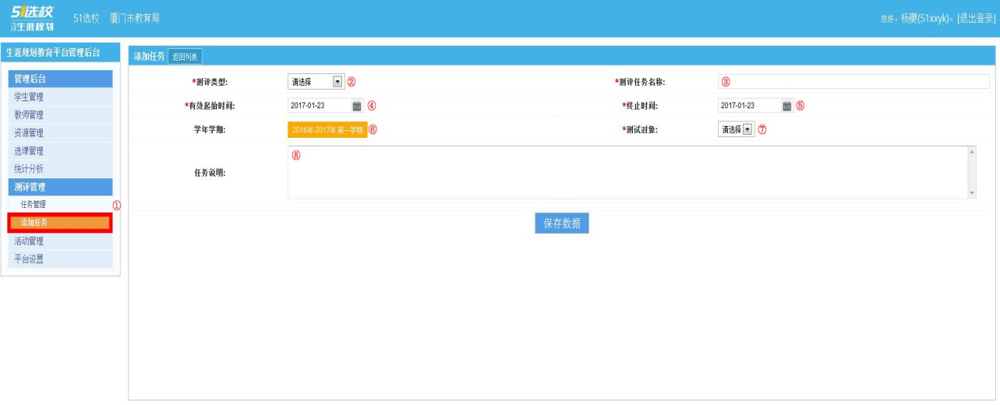 51选校
生涯规划
51选校 厦门市教育局
您好，杨夔(51xxyk)。[退出登录]
生涯规划教育平台管理后台
管理后台
学生管理
教师管理
资源管理
选课管理
统计分析
测评管理
任务管理
①
添加任务
活动管理
平台设置
添加任务 返回列表
*测评类型: 请选择 ② *测评任务名称: ③
*有效起始时间: 2017-01-23 ④ *终止时间: 2017-01-23 ⑤
学年学期: 2016年-2017年 第一学期 ⑥ *测试对象: 请选择 ⑦
任务说明: ⑧
保存数据